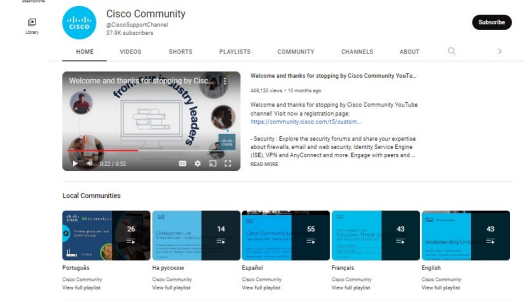 Library
CISCO
Cisco Community
@CiscoSupportChannel
37.9K subscribers
Subscribe
HOME
VIDEOS
SHORTS
PLAYLISTS
COMMUNITY
CHANNELS
ABOUT
Welcome and thanks for stopping by Cisc...
from our industry leaders
0:22 / 0:52
Welcome and thanks for stopping by Cisco Community YouTa...
468,120 views • 10 months ago
Welcome and thanks for stopping by Cisco Community YouTube
channel! Visit now a registration page:
https://community.cisco.com/t5/custom...
- Security : Explore the security forums and share your expertise
about firewalls, email and web security, Identity Service Engine
(ISE), VPN and AnyConnect and more. Engage with peers and ...
READ MORE
Local Communities
26
14
55
43
43
Português
Cisco Community
View full playlist
На русском
Cisco Community
View full playlist
Español
Cisco Community
View full playlist
Français
Cisco Community
View full playlist
English
Cisco Community
View full playlist